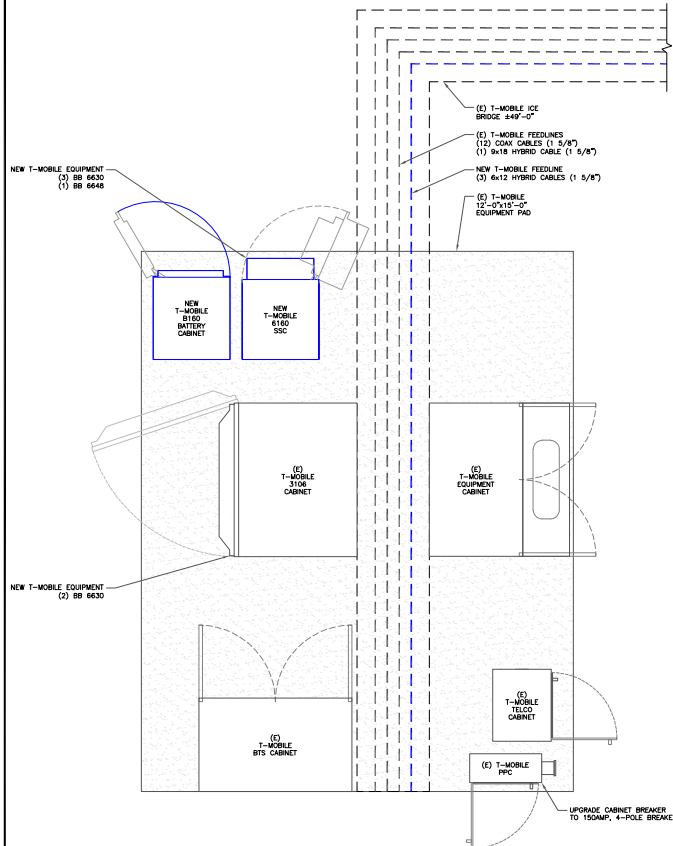 (E) T-MOBILE ICE
BRIDGE ±49'-0"
(E) T-MOBILE FEEDLINES
(12) COAX CABLES (1 5/8")
(1) 9x18 HYBRID CABLE (1 5/8")
NEW T-MOBILE FEEDLINE
(3) 6x12 HYBRID CABLES (1 5/8")
(E) T-MOBILE
12'-0"x15'-0"
EQUIPMENT PAD
NEW T-MOBILE EQUIPMENT
(3) BB 6630
(1) BB 6648
NEW
T-MOBILE
B160
BATTERY
CABINET
NEW
T-MOBILE
6160
SSC
(E)
T-MOBILE
3106
CABINET
(E)
T-MOBILE
EQUIPMENT
CABINET
NEW T-MOBILE EQUIPMENT
(2) BB 6630
(E)
T-MOBILE
BTS CABINET
(E)
T-MOBILE
TELCO
CABINET
(E) T-MOBILE
PPC
UPGRADE CABINET BREAKER
TO 150AMP, 4-POLE BREAKE